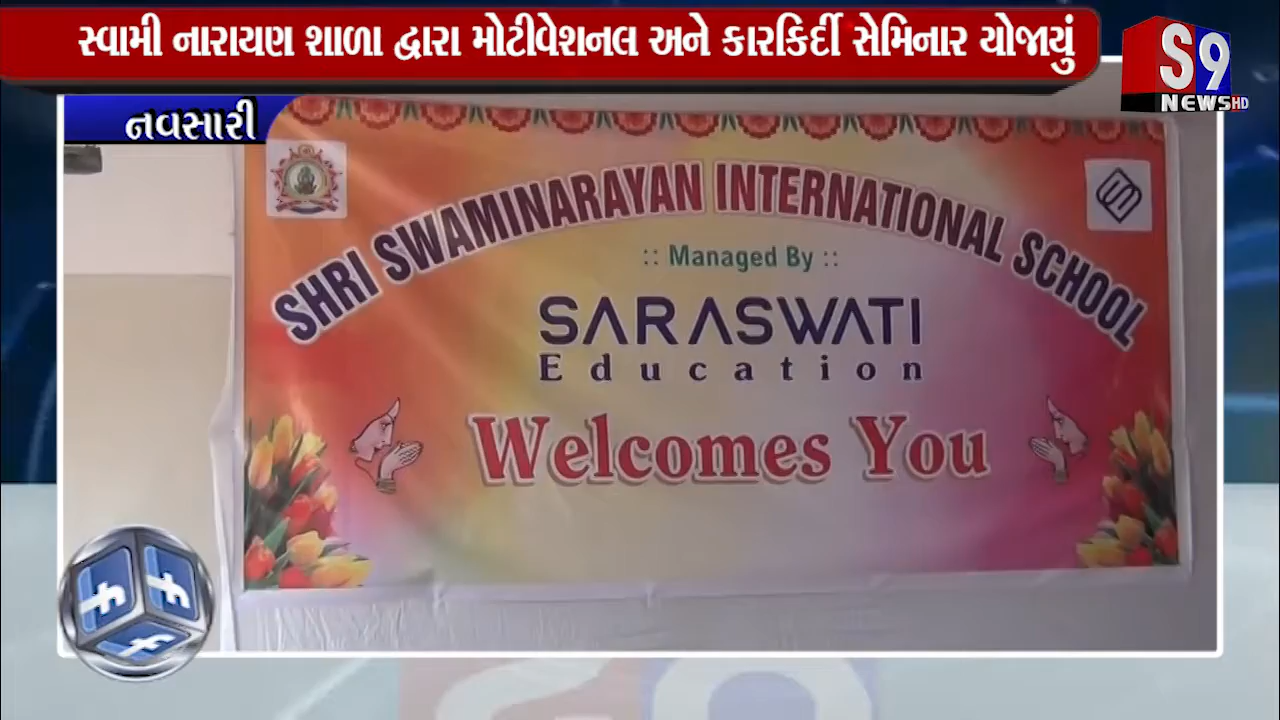 સ્વામી નારાયણ શાળા દ્વારા મોટીવેશનલ અને કારકિર્દી સેમિનાર યોજાયું
S9
NEWS HD
નવસારી
SHRI SWAMINARAYAN INTERNATIONAL SCHOOL
:: Managed By ::
SARASWATI
Education
Welcomes You